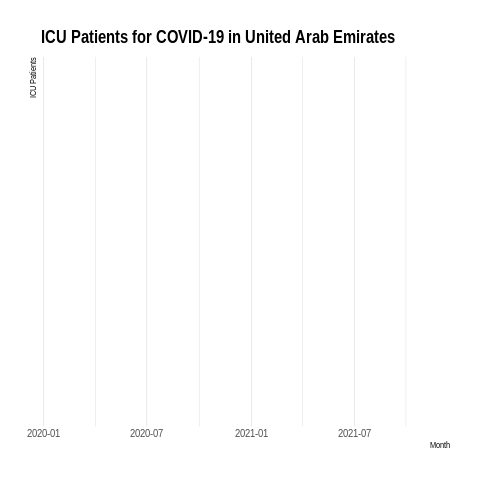 ICU Patients for COVID-19 in United Arab Emirates
ICU Patients
2020-01
2020-07
2021-01
2021-07
Month